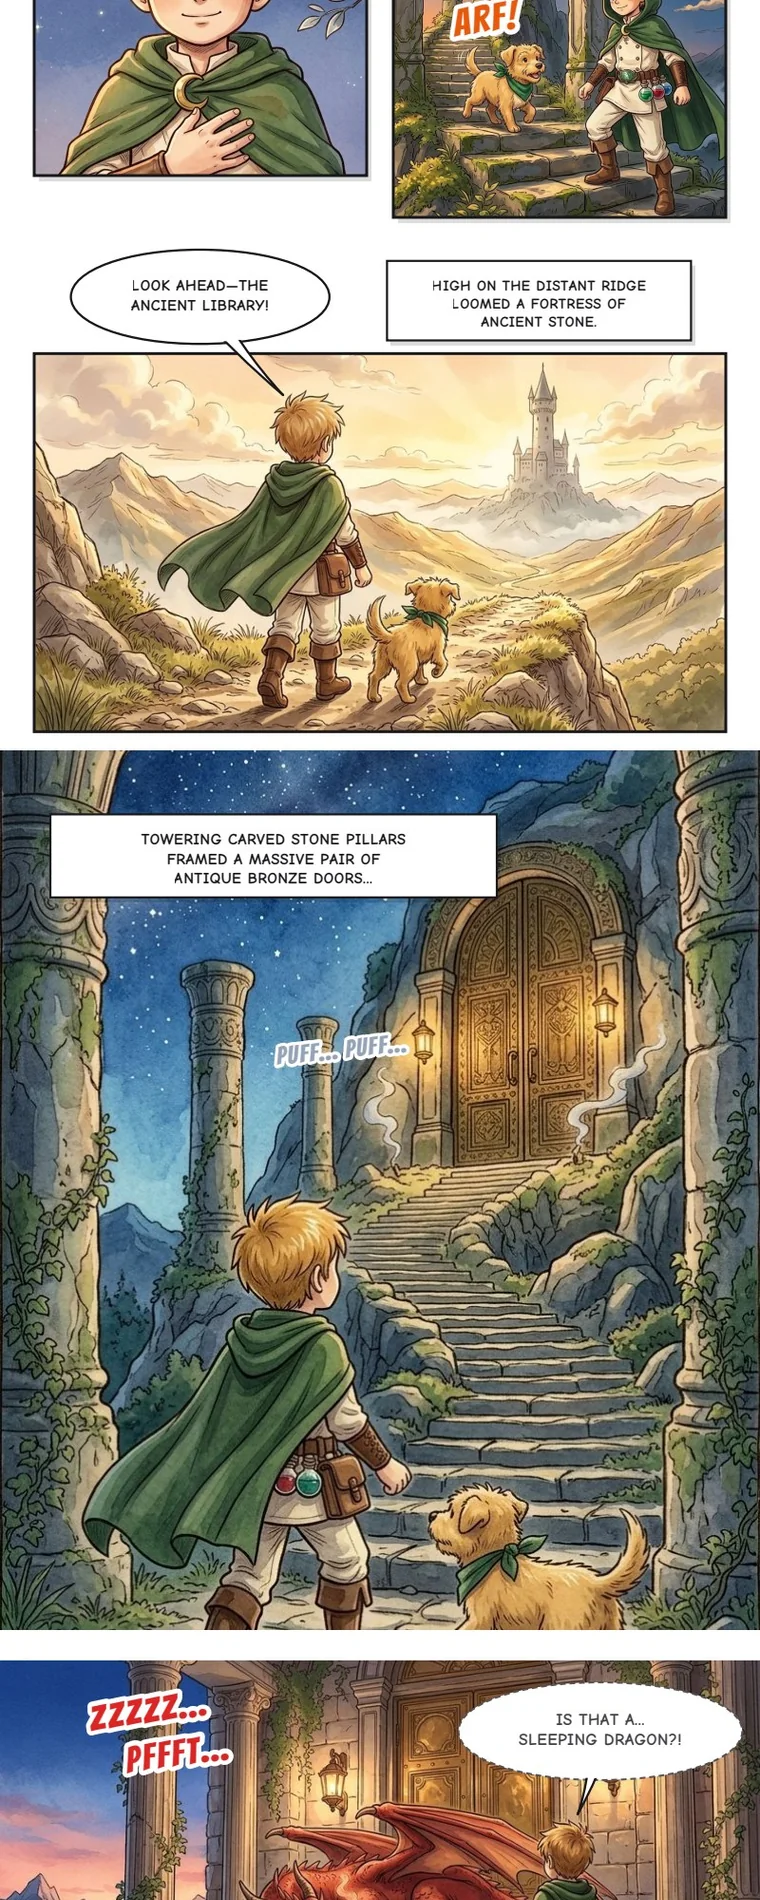 ARF!
LOOK AHEAD—THE
ANCIENT LIBRARY!
HIGH ON THE DISTANT RIDGE
LOOMED A FORTRESS OF
ANCIENT STONE.
TOWERING CARVED STONE PILLARS
FRAMED A MASSIVE PAIR OF
ANTIQUE BRONZE DOORS...
PUFF... PUFF...
ZZZZZ...
PFFFT...
IS THAT A...
SLEEPING DRAGON?!